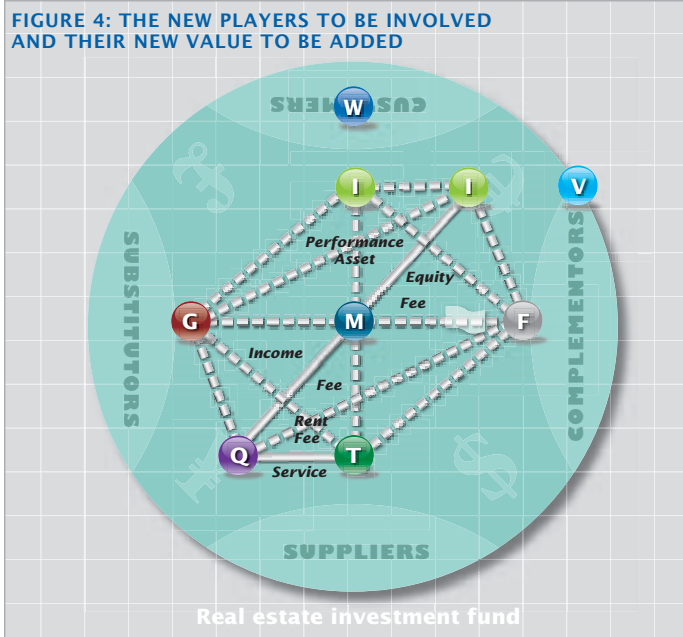 FIGURE 4: THE NEW PLAYERS TO BE INVOLVED
AND THEIR NEW VALUE TO BE ADDED
CUSTOMERS
W
I
I
V
SUBSTITUTORS
COMPLEMENTORS
Performance
Asset
Equity
Fee
G
M
F
Income
Fee
Rent
Fee
Q
T
Service
SUPPLIERS
Real estate investment fund